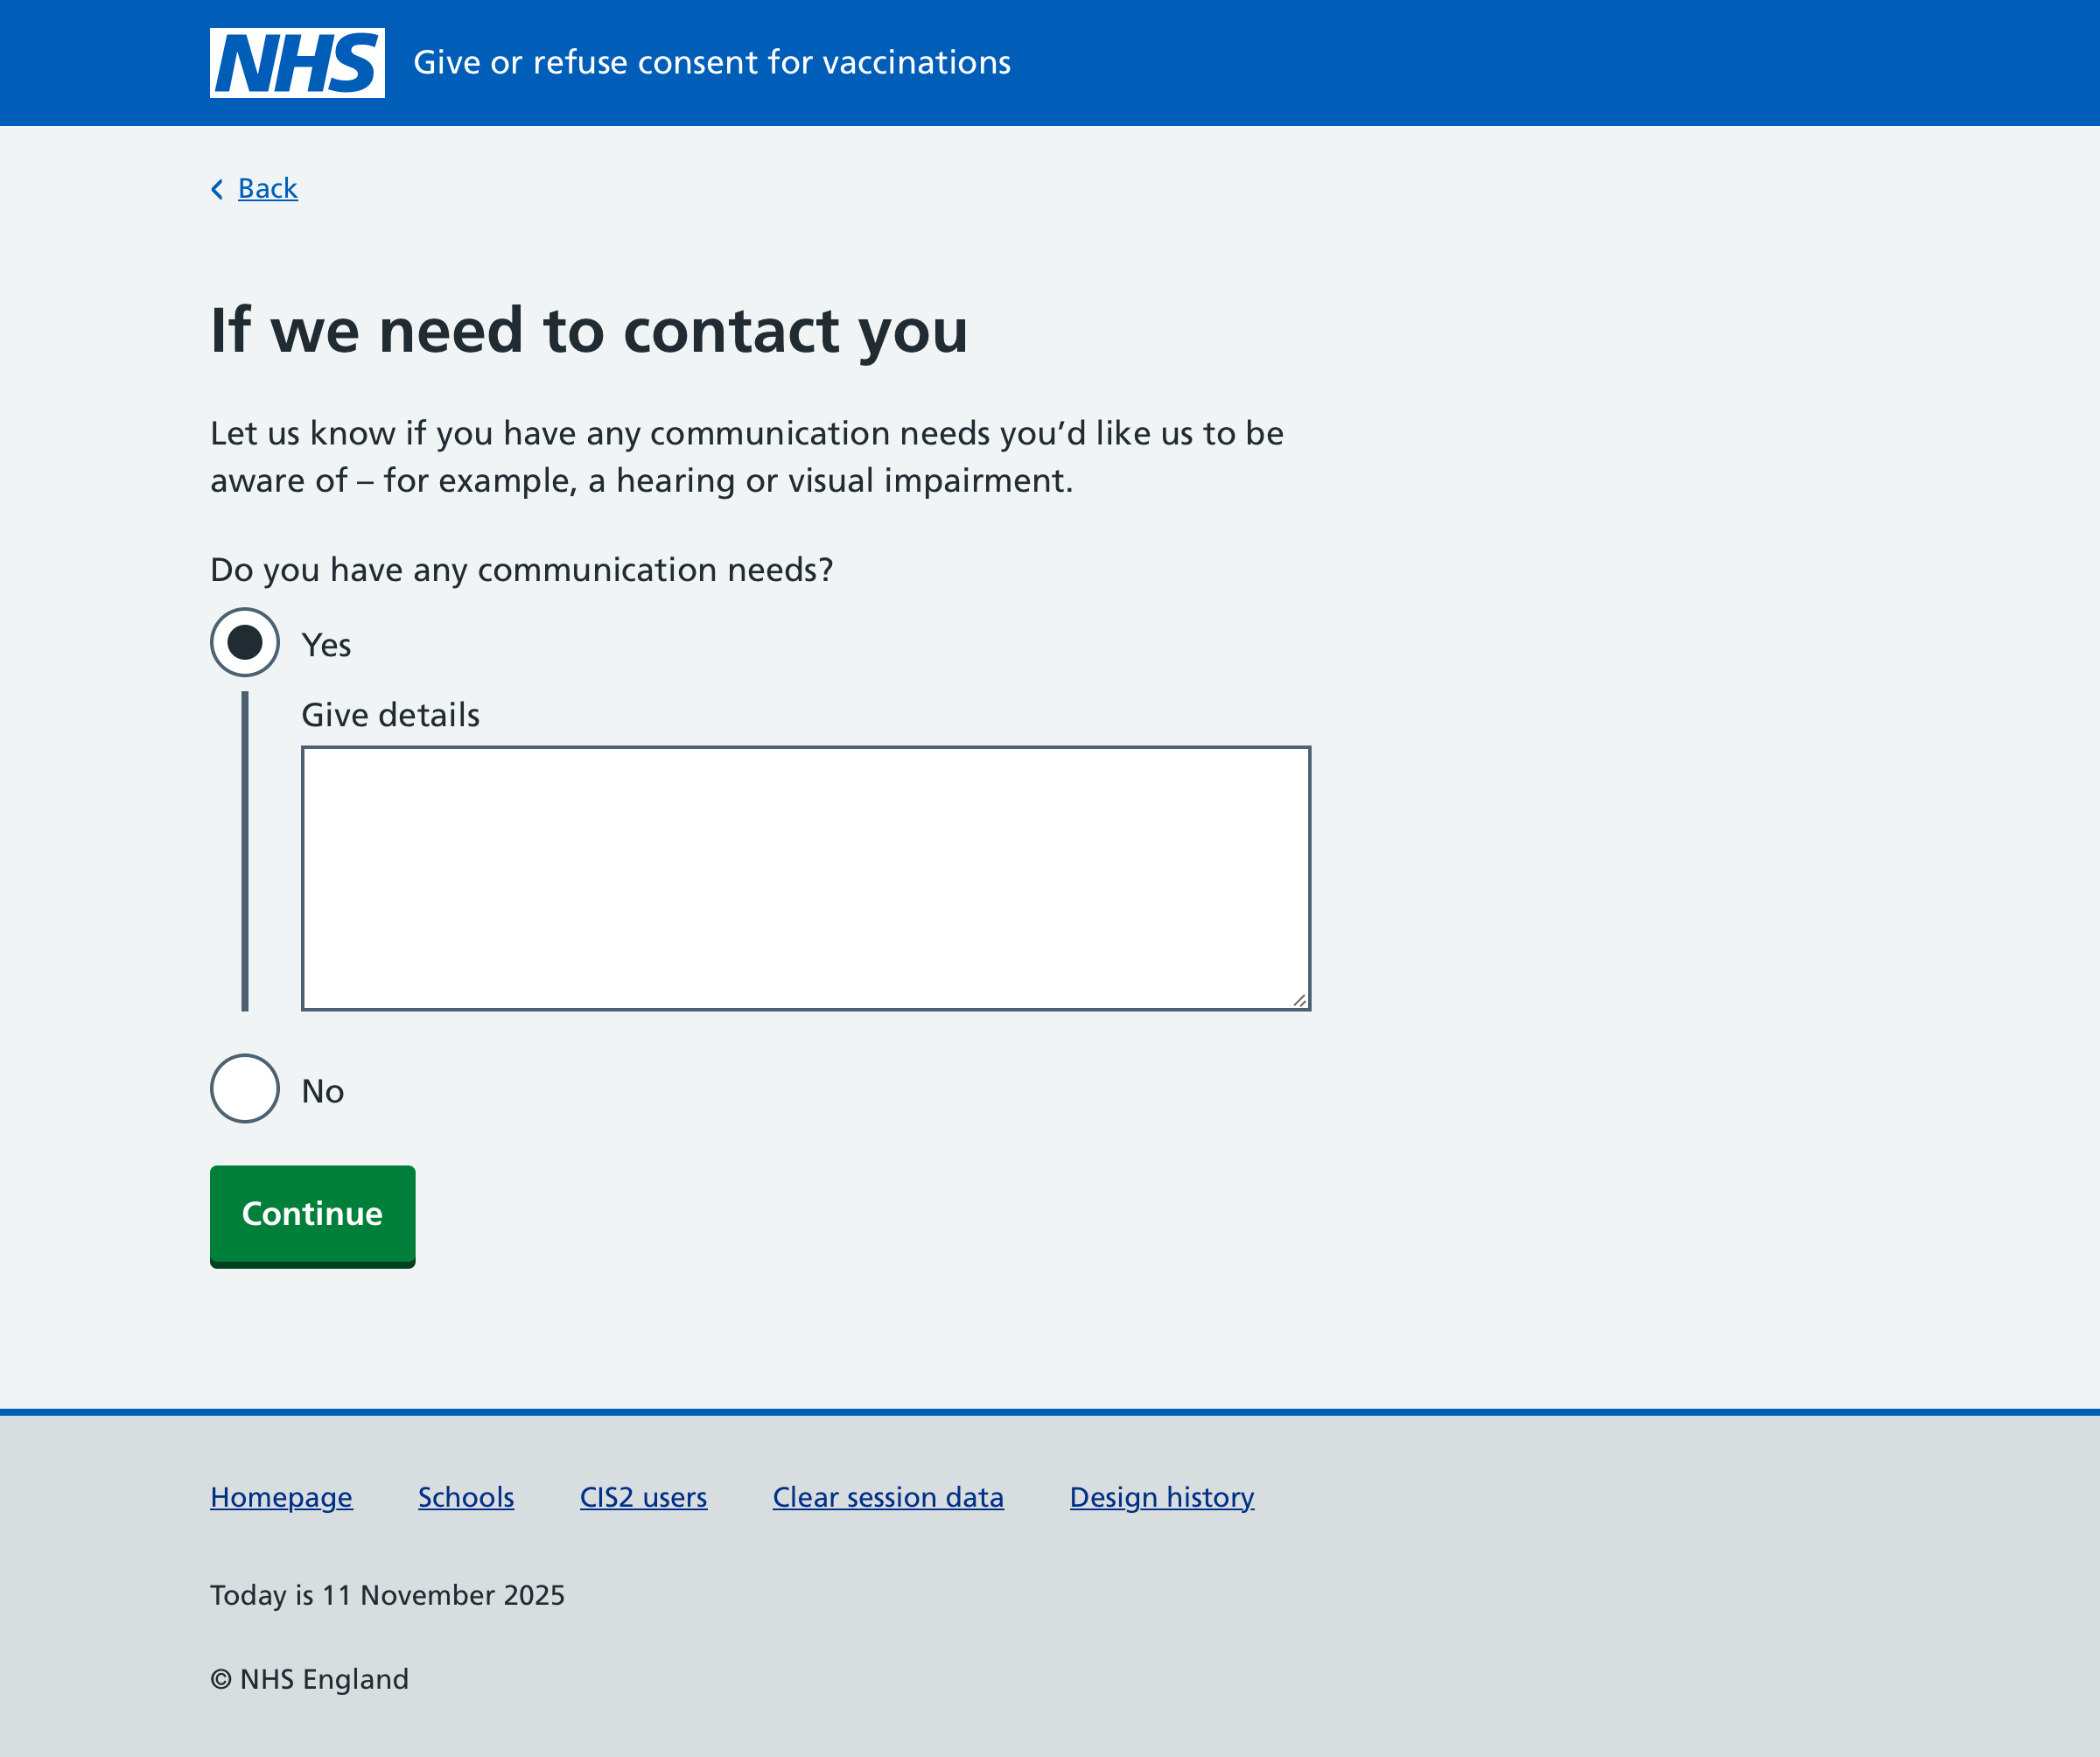 NHS Give or refuse consent for vaccinations
Back
If we need to contact you
Let us know if you have any communication needs you’d like us to be
aware of – for example, a hearing or visual impairment.
Do you have any communication needs?
Yes
Give details
No
Continue
Homepage Schools CIS2 users Clear session data Design history
Today is 11 November 2025
© NHS England